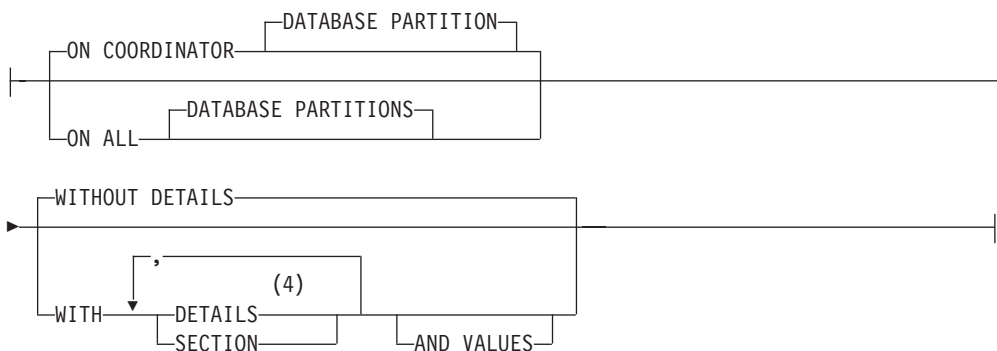 DATABASE PARTITION
ON COORDINATOR
DATABASE PARTITIONS
ON ALL
WITHOUT DETAILS
,
(4)
WITH DETAILS
SECTION AND VALUES